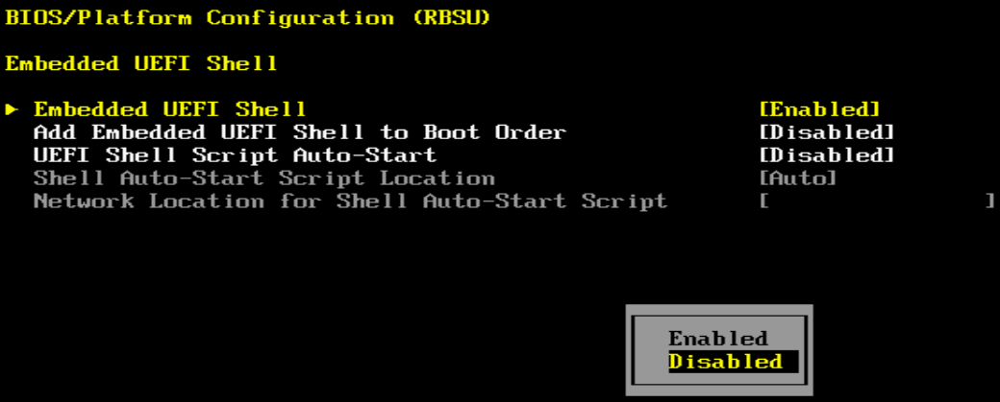 BIOS/Platform Configuration (RBSU)
Embedded UEFI Shell
Embedded UEFI Shell [Enabled]
Add Embedded UEFI Shell to Boot Order [Disabled]
UEFI Shell Script Auto-Start [Disabled]
Shell Auto-Start Script Location [Auto]
Network Location for Shell Auto-Start Script [ ]
Enabled
Disabled